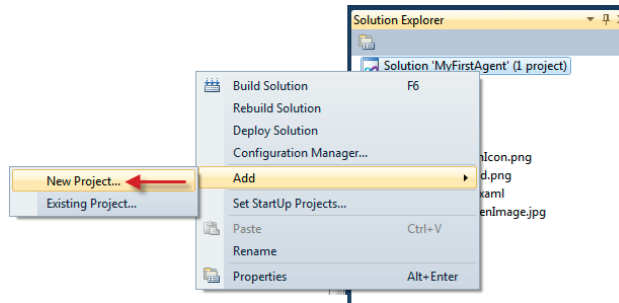 Solution Explorer
Solution 'MyFirstAgent' (1 project)
Build Solution F6
Rebuild Solution
Deploy Solution
Configuration Manager...
Add
New Project...
Existing Project...
Set StartUp Projects...
Paste Ctrl+V
Rename
Properties Alt+Enter
nIcon.png
d.png
xaml
enImage.jpg